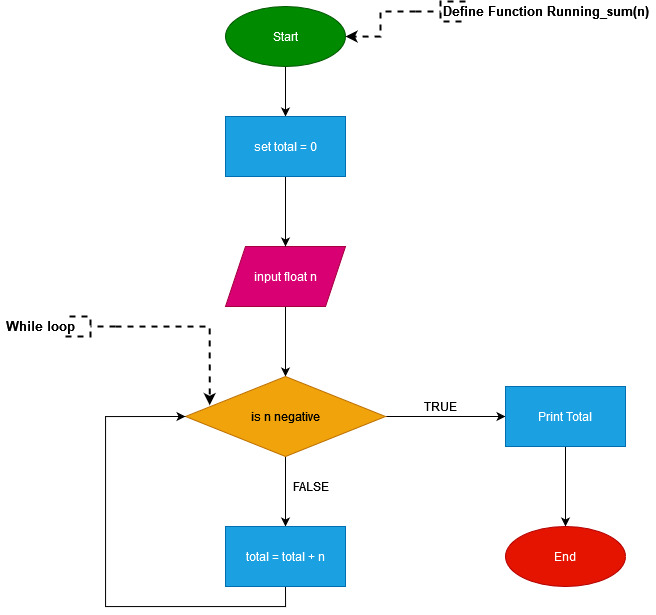 Define Function Running_sum(n)
Start
set total = 0
input float n
While loop
is n negative
TRUE
Print Total
FALSE
total = total + n
End